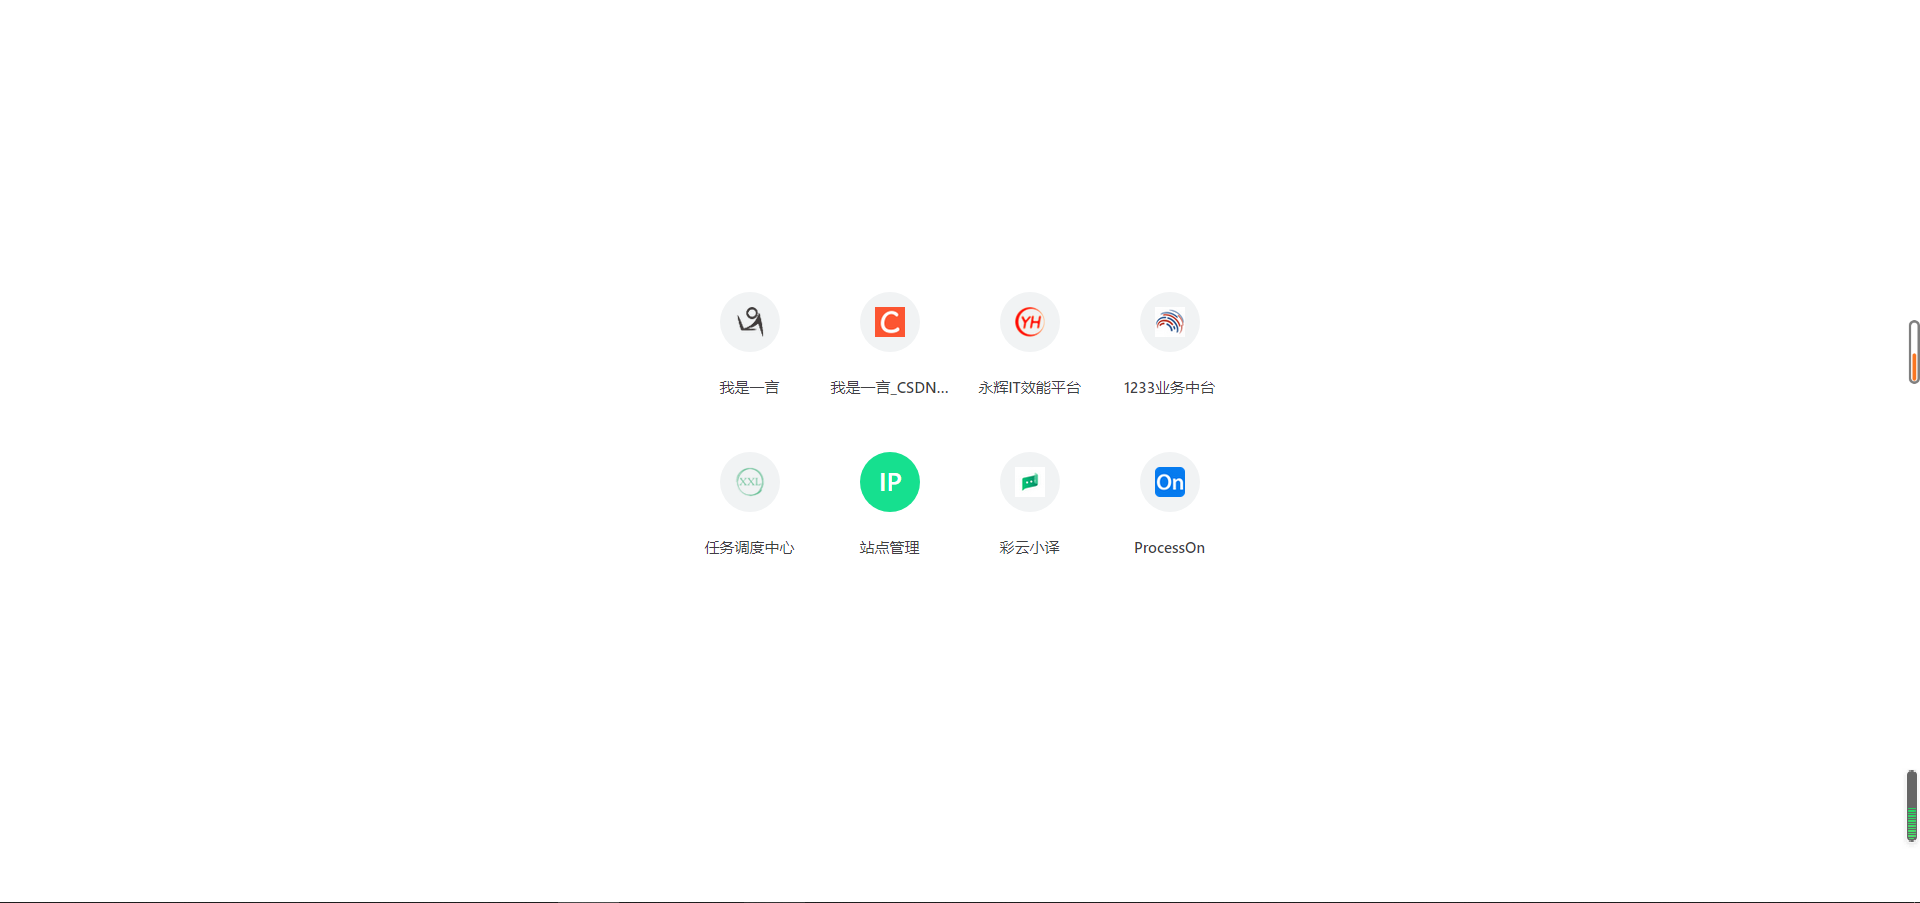 C
YH
我是一言
我是一言_CSDN...
永辉IT效能平台
1233业务中台
XXL
IP
On
任务调度中心
站点管理
彩云小译
ProcessOn